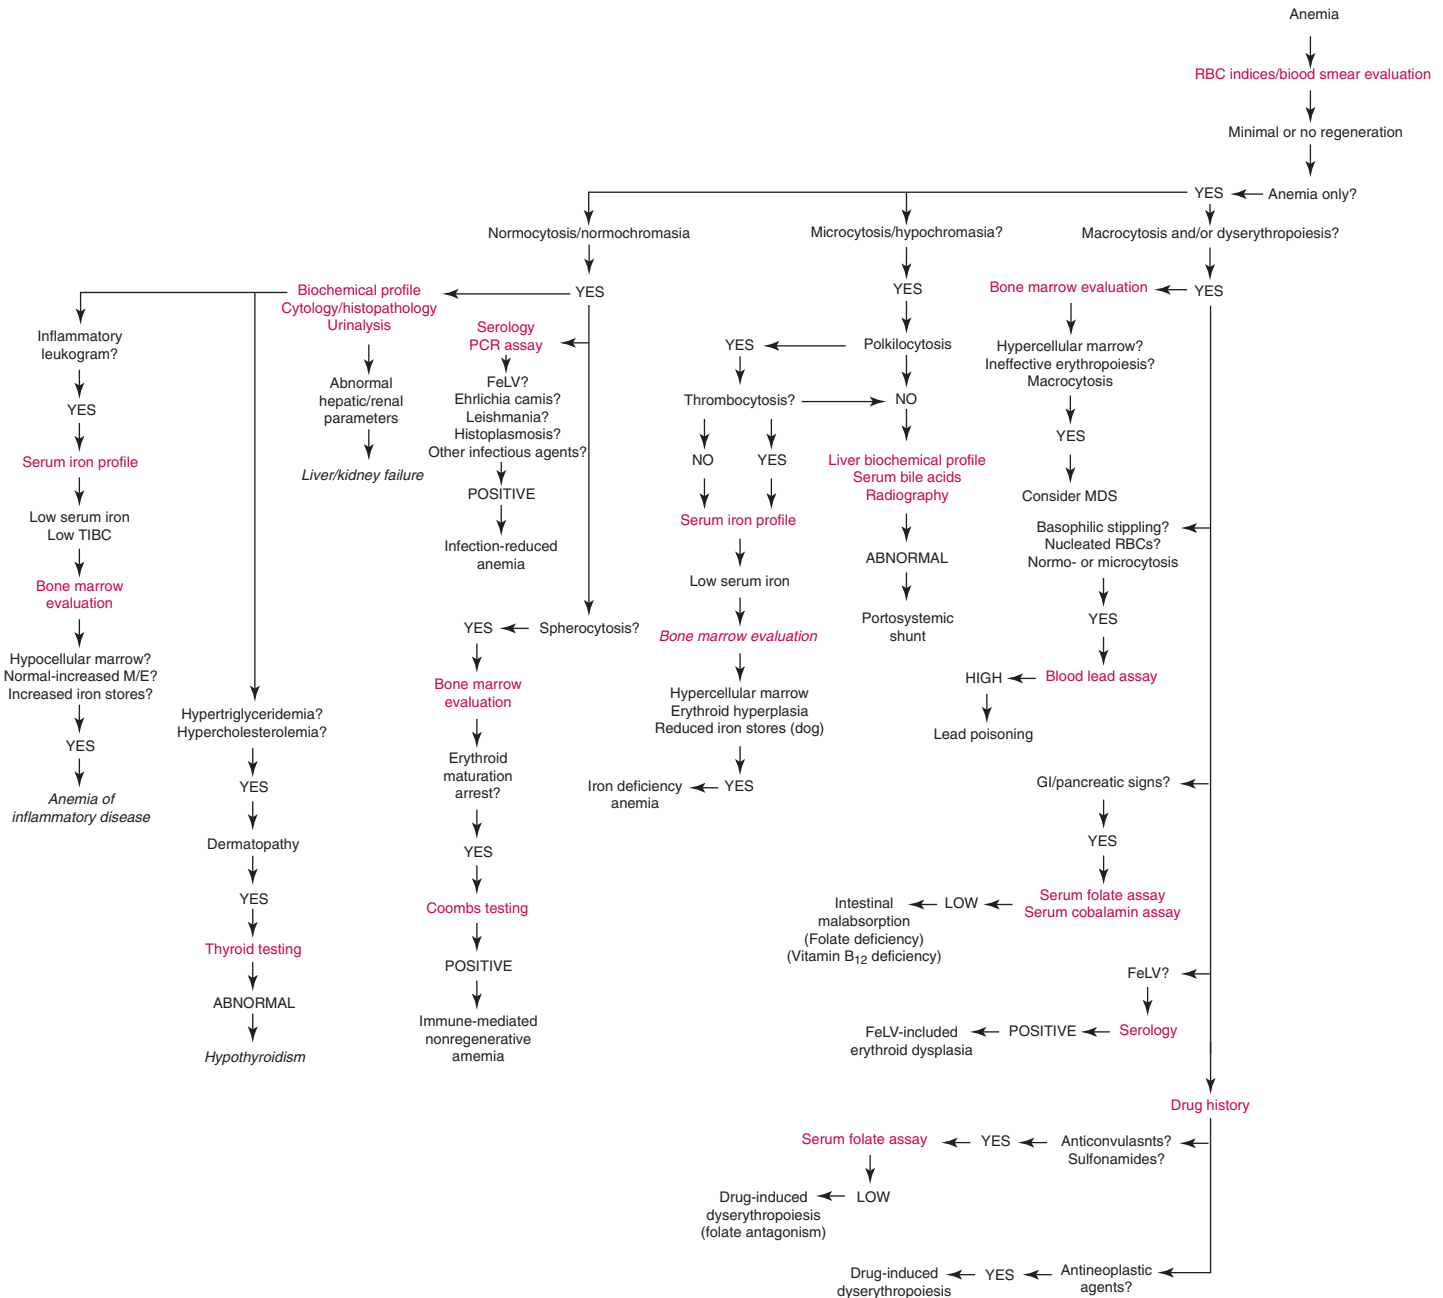 Anemia
RBC indices/biood smear evaluation
Minimal or no regeneration
Anemia only?
YES
Normocytosis/normochromasia
Microcytosis/hypochromasia?
Macrocytosis and/or dyserythropoiesis?
YES
Biochemical profile
Cytology/histopathology
Urinalysis
Inflammatory
leukogram?
YES
Serum iron profile
Low serum iron
Low TIBC
Bone marrow
evaluation
Hypocellular marrow?
Normal-increased M/E?
Increased iron stores?
YES
Anemia of
inflammatory disease
Hypertriglyceridemia?
Hypercholesterolemia?
YES
Dermatopathy
YES
Thyroid testing
ABNORMAL
Hypothyroidism
Abnormal
hepatic/renal
parameters
Liver/kidney failure
Serology
PCR assay
FeLV?
Ehrlichia camis?
Leishmania?
Histoplasmosis?
Other infectious agents?
POSITIVE
Infection-reduced
anemia
Spherocytosis?
YES
Bone marrow
evaluation
Erythroid
maturation
arrest?
YES
Coombs testing
POSITIVE
Immune-mediated
nonregenerative
amemia
YES
Polkilocytosis
YES
Thrombocytosis?
NO
NO
YES
Serum iron profile
Low serum iron
Bone marrow evaluation
Hypercellular marrow
Erythroid hyperplasia
Reduced iron stores (dog)
YES
Iron deficiency
anemia
Liver biochemical profile
Serum bile acids
Radiography
ABNORMAL
Portosystemic
shunt
YES
Bone marrow evaluation
Hypercellular marrow?
Ineffective erythropoiesis?
Macrocytosis
YES
Consider MDS
Basophilic stippling?
Nucleated RBCs?
Normo- or microcytosis
YES
Blood lead assay
HIGH
Lead poisoning
GI/pancreatic signs?
YES
Serum folate assay
Serum cobalamin assay
LOW
Intestinal
malabsorption
(Folate deficiency)
(Vitamin B12 deficiency)
FeLV?
Serology
POSITIVE
FeLV-included
erythroid dysplasia
Drug history
Anticonvulasnts?
Sulfonamides?
YES
Serum folate assay
LOW
Drug-induced
dyserythropoiesis
(folate antagonism)
Antineoplastic
agents?
YES
Drug-induced
dyserythropoiesis